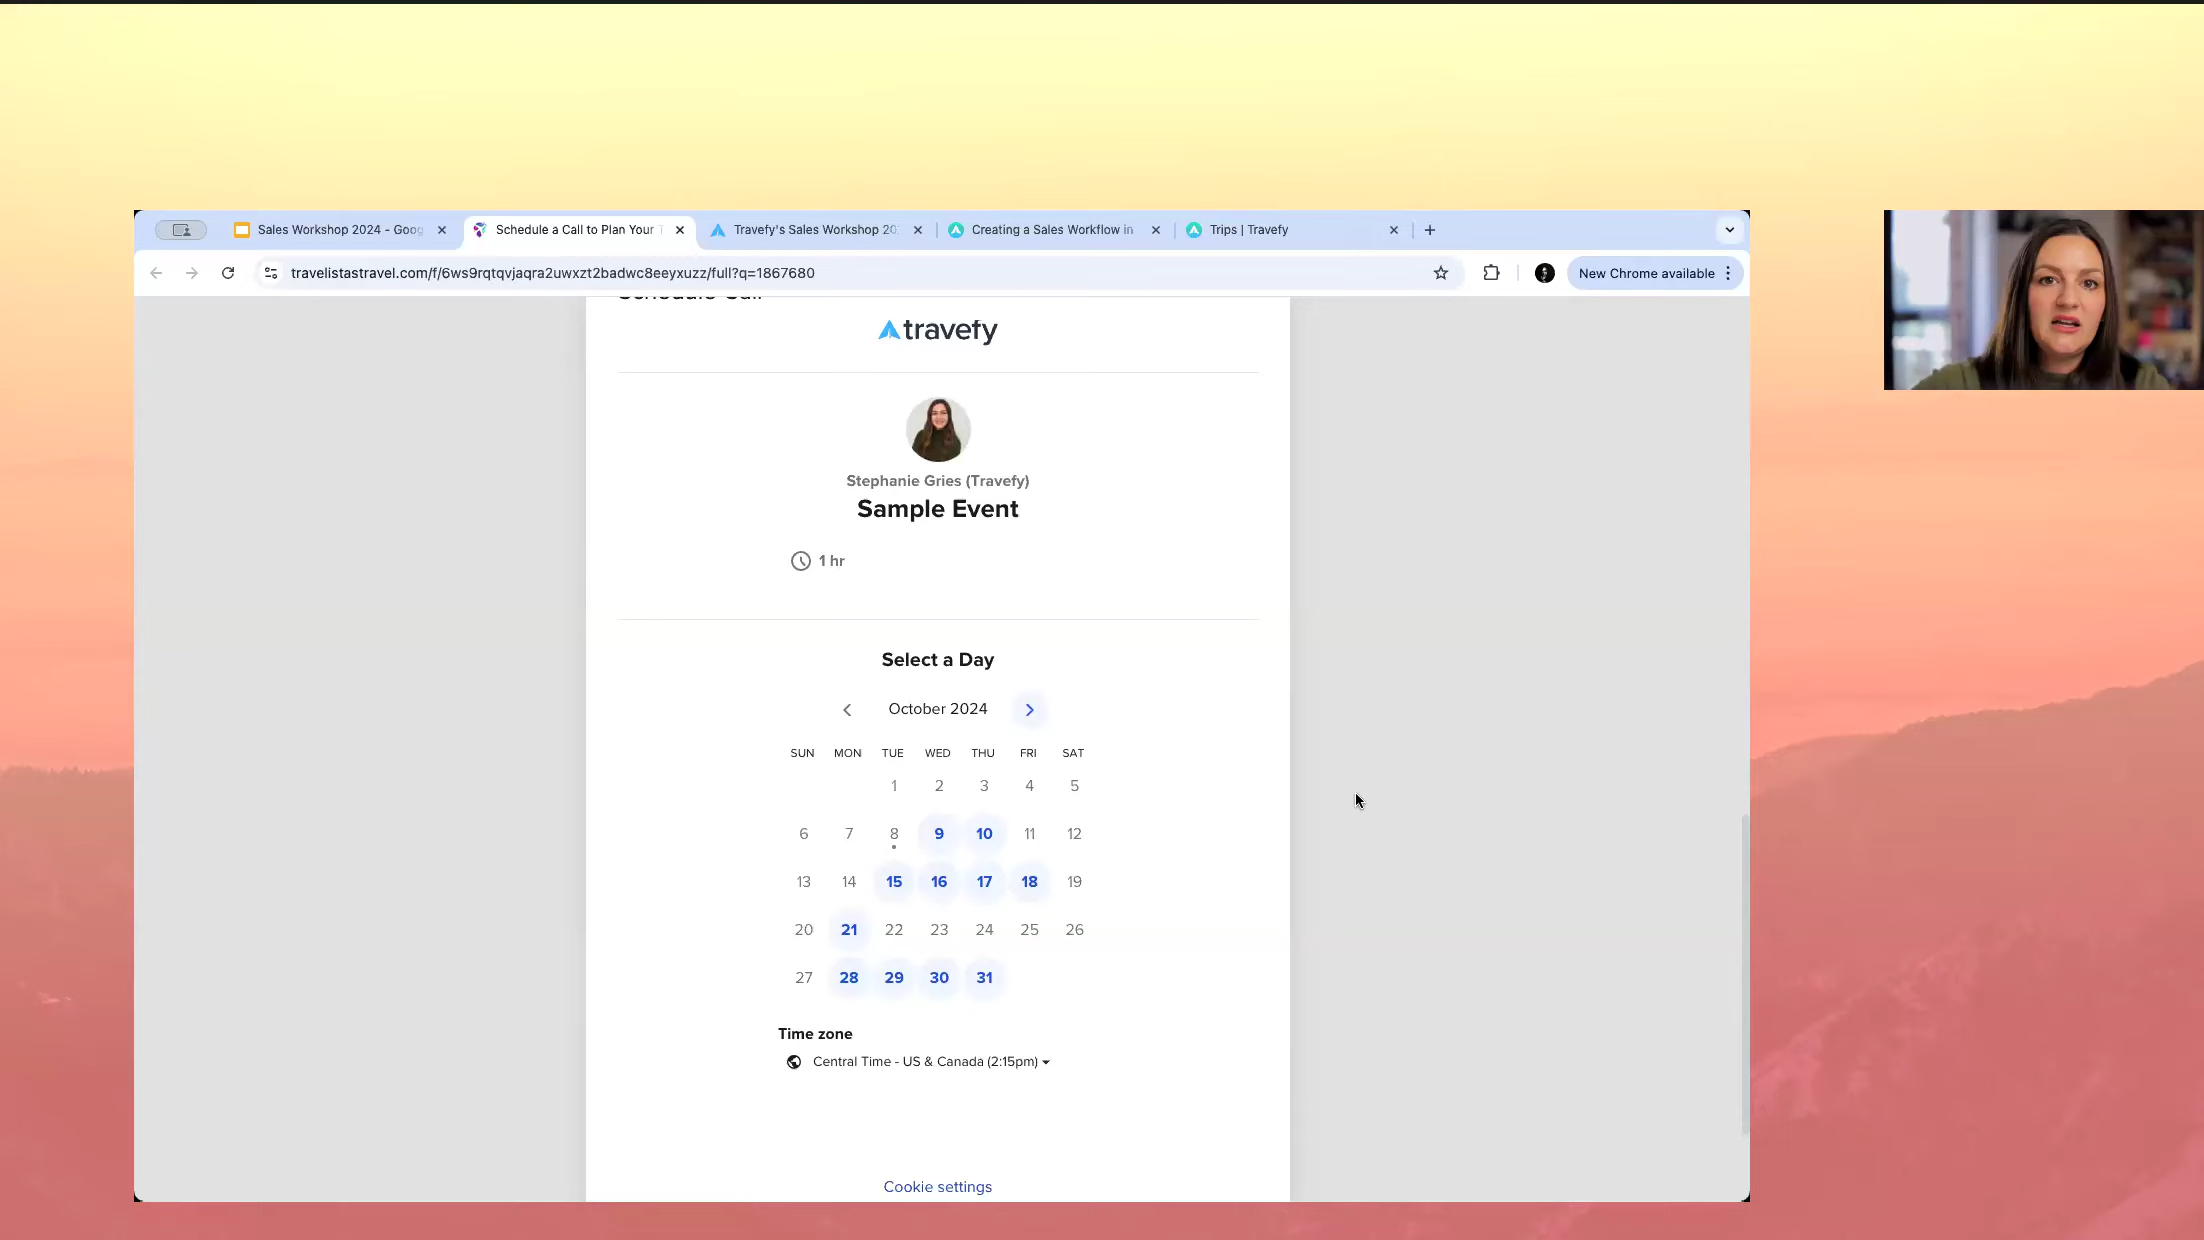 Sales Workshop 2024 - Goog
Schedule a Call to Plan Your
Travefy's Sales Workshop 20
Creating a Sales Workflow in
Trips | Travefy
travelistastravel.com/f/6ws9rqtqvjaqra2uwxzt2badwc8eeyxuzz/full?q=1867680
New Chrome available
Schedule Call
travefy
Stephanie Gries (Travefy)
Sample Event
1 hr
Select a Day
October 2024
SUN MON TUE WED THU FRI SAT
1 2 3 4 5
6 7 8 9 10 11 12
13 14 15 16 17 18 19
20 21 22 23 24 25 26
27 28 29 30 31
Time zone
Central Time - US & Canada (2:15pm)
Cookie settings